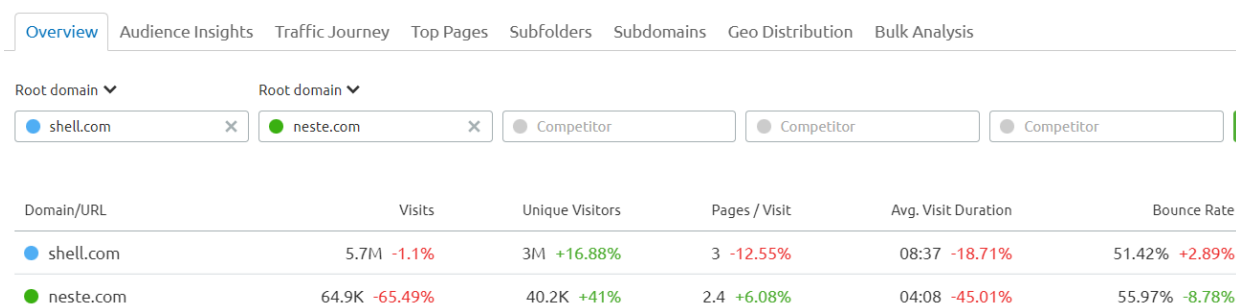 Overview Audience Insights Traffic Journey Top Pages Subfolders Subdomains Geo Distribution Bulk Analysis
Root domain Root domain
shell.com neste.com Competitor Competitor Competitor
Domain/URL Visits Unique Visitors Pages / Visit Avg. Visit Duration Bounce Rate
shell.com 5.7M -1.1% 3M +16.88% 3 -12.55% 08:37 -18.71% 51.42% +2.89%
neste.com 64.9K -65.49% 40.2K +41% 2.4 +6.08% 04:08 -45.01% 55.97% -8.78%